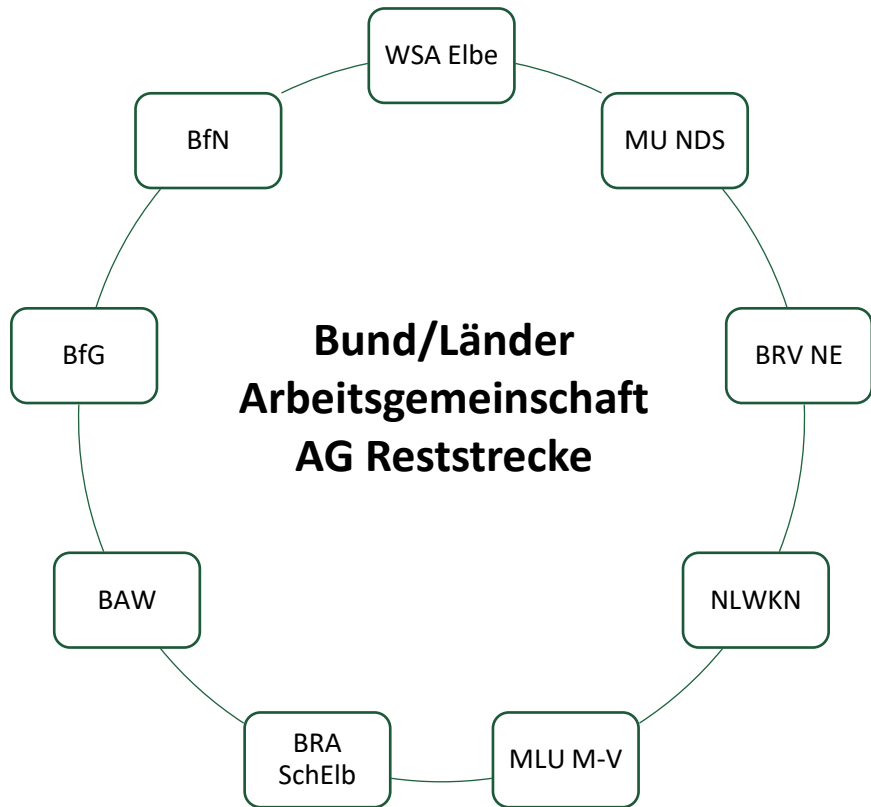 WSA Elbe
MU NDS
BRV NE
NLWKN
MLU M-V
BRA
SchElb
BAW
BfG
BfN
Bund/Länder
Arbeitsgemeinschaft
AG Reststrecke